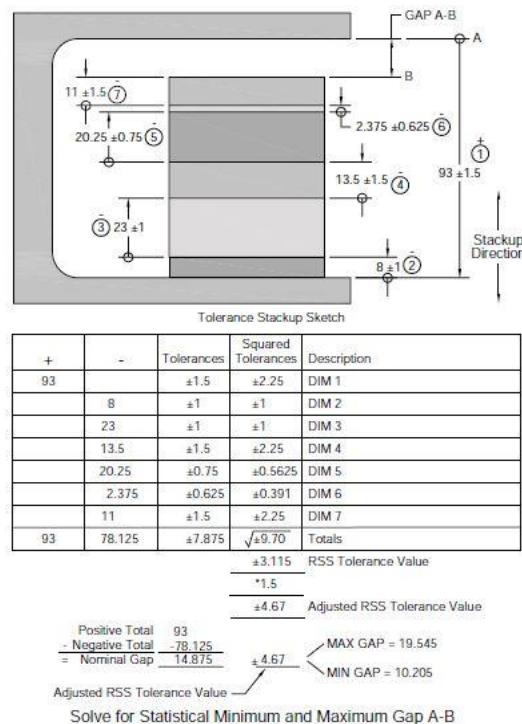 GAP A-B
A
B
11 ±1.5 ⑦ -
20.25 ±0.75 ⑤ -
2.375 ±0.625 ⑥ -
+ ①
93 ±1.5
13.5 ±1.5 ④ -
- ③ 23 ±1
Stackup
Direction
8 ±1 ② -
Tolerance Stackup Sketch
+ - Tolerances Squared Tolerances Description
93 ±1.5 ±2.25 DIM 1
8 ±1 ±1 DIM 2
23 ±1 ±1 DIM 3
13.5 ±1.5 ±2.25 DIM 4
20.25 ±0.75 ±0.5625 DIM 5
2.375 ±0.625 ±0.391 DIM 6
11 ±1.5 ±2.25 DIM 7
93 78.125 ±7.875 √±9.70 Totals
±3.115 RSS Tolerance Value
*1.5
±4.67 Adjusted RSS Tolerance Value
Positive Total 93
- Negative Total -78.125
= Nominal Gap 14.875 ± 4.67
MAX GAP = 19.545
MIN GAP = 10.205
Adjusted RSS Tolerance Value
Solve for Statistical Minimum and Maximum Gap A-B